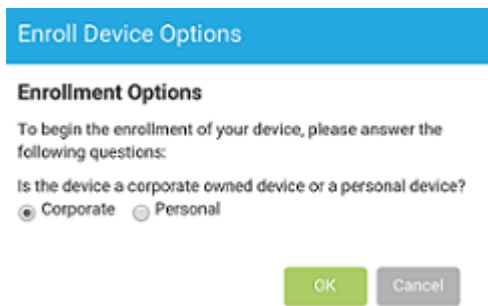 Enroll Device Options
Enrollment Options
To begin the enrollment of your device, please answer the
following questions:
Is the device a corporate owned device or a personal device?
Corporate Personal
OK Cancel